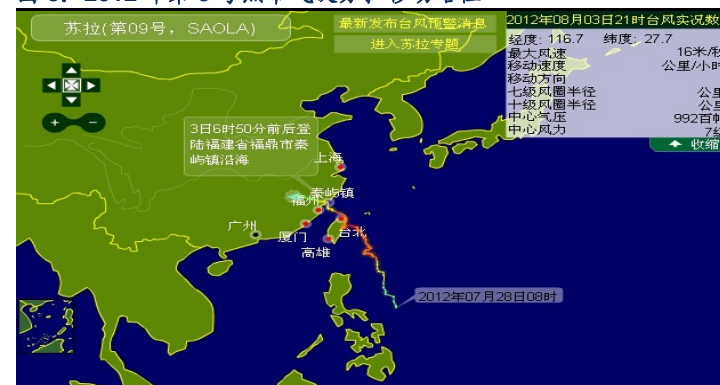 苏拉(第09号，SAOLA)
最新发布台风预警消息
进入苏拉专题
2012年08月03日21时台风实况数
经度: 116.7 纬度: 27.7
最大风速 16米/秒
移动速度 公里/小时
移动方向
七级风圈半径 公里
十级风圈半径 公里
中心气压 992百帕
中心风力 7级
收缩
3日6时50分前后登
陆福建省福鼎市秦
屿镇沿海
上海
秦屿镇
福州
广州
厦门
台北
高雄
2012年07月28日08时